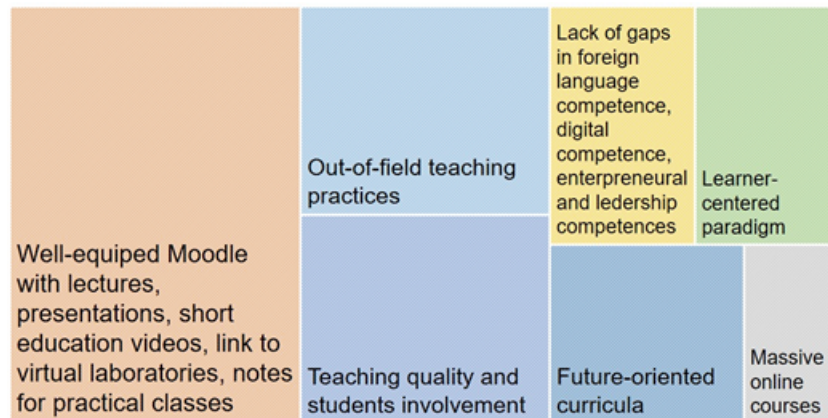 Well-equiped Moodle
with lectures,
presentations, short
education videos, link to
virtual laboratories, notes
for practical classes
Out-of-field teaching
practices
Teaching quality and
students involvement
Lack of gaps
in foreign
language
competence,
digital
competence,
enterpreneural
and ledership
competences
Learner-
centered
paradigm
Future-oriented
curricula
Massive
online
courses